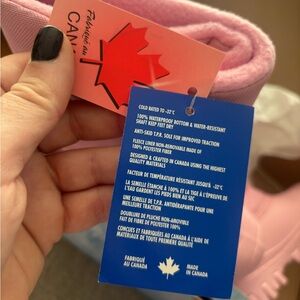 Fabriqué au
CAN
COLD RATED TO -32°C
100% WATERPROOF BOTTOM & WATER-RESISTANT
SHAFT KEEP FEET DRY
ANTI-SKID T.P.R. SOLE FOR IMPROVED TRACTION
FLEECE LINER NON-REMOVABLE MADE OF
100% POLYESTER FIBER
DESIGNED & CRAFTED IN CANADA USING THE HIGHEST
QUALITY MATERIALS
FACTEUR DE TEMPÉRATURE RÉSISTANT JUSQU'À -32°C
LA SEMELLE ÉTANCHE À 100% ET LA TIGE À L'ÉPREUVE DE
L'EAU GARDENT LES PIEDS BIEN AU SEC
UNE SEMELLE DE T.P.R. ANTIDÉRAPANTE POUR UNE
MEILLEURE TRACTION
DOUBLURE DE PLUCHE NON-AMOVIBLE
FAIT DE FIBRE DE POLYESTER 100%
CONÇUES ET FABRIQUÉES AU CANADA À L'AIDE DE
MATÉRIAUX DE TOUTE PREMIÈRE QUALITÉ
FABRIQUÉ
AU CANADA
MADE
IN CANADA